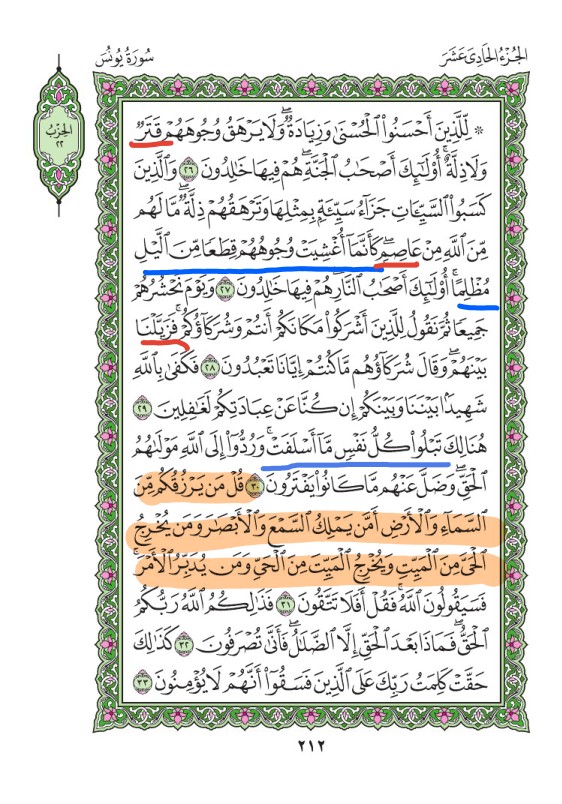 الجُزْءُ الحَادِىَ عَشَرَ
سُورَةُ يُونُسَ
الحِزْبُ
٢٢
۞ لِّلَّذِينَ أَحْسَنُوا۟ ٱلْحُسْنَىٰ وَزِيَادَةٌۖ وَلَا يَرْهَقُ وُجُوهَهُمْ قَتَرٌ
وَلَا ذِلَّةٌۚ أُو۟لَٰٓئِكَ أَصْحَٰبُ ٱلْجَنَّةِۖ هُمْ فِيهَا خَٰلِدُونَ ٢٦ وَٱلَّذِينَ
كَسَبُوا۟ ٱلسَّيِّـَٔاتِ جَزَآءُ سَيِّئَةٍۭ بِمِثْلِهَا وَتَرْهَقُهُمْ ذِلَّةٌۖ مَّا لَهُم
مِّنَ ٱللَّهِ مِنْ عَاصِمٍۖ كَأَنَّمَآ أُغْشِيَتْ وُجُوهُهُمْ قِطَعًا مِّنَ ٱلَّيْلِ
مُظْلِمًاۚ أُو۟لَٰٓئِكَ أَصْحَٰبُ ٱلنَّارِۖ هُمْ فِيهَا خَٰلِدُونَ ٢٧ وَيَوْمَ نَحْشُرُهُمْ
جَمِيعًا ثُمَّ نَقُولُ لِلَّذِينَ أَشْرَكُوا۟ مَكَانَكُمْ أَنتُمْ وَشُرَكَآؤُكُمْۚ فَزَيَّلْنَا
بَيْنَهُمْۖ وَقَالَ شُرَكَآؤُهُم مَّا كُنتُمْ إِيَّانَا تَعْبُدُونَ ٢٨ فَكَفَىٰ بِٱللَّهِ
شَهِيدًۢا بَيْنَنَا وَبَيْنَكُمْ إِن كُنَّا عَنْ عِبَادَتِكُمْ لَغَٰفِلِينَ ٢٩
هُنَالِكَ تَبْلُوا۟ كُلُّ نَفْسٍ مَّآ أَسْلَفَتْۚ وَرُدُّوٓا۟ إِلَى ٱللَّهِ مَوْلَىٰهُمُ
ٱلْحَقِّۖ وَضَلَّ عَنْهُم مَّا كَانُوا۟ يَفْتَرُونَ ٣٠ قُلْ مَن يَرْزُقُكُم مِّنَ
ٱلسَّمَآءِ وَٱلْأَرْضِ أَمَّن يَمْلِكُ ٱلسَّمْعَ وَٱلْأَبْصَٰرَ وَمَن يُخْرِجُ
ٱلْحَىَّ مِنَ ٱلْمَيِّتِ وَيُخْرِجُ ٱلْمَيِّتَ مِنَ ٱلْحَىِّ وَمَن يُدَبِّرُ ٱلْأَمْرَۚ
فَسَيَقُولُونَ ٱللَّهُۚ فَقُلْ أَفَلَا تَتَّقُونَ ٣١ فَذَٰلِكُمُ ٱللَّهُ رَبُّكُمُ
ٱلْحَقُّۖ فَمَاذَا بَعْدَ ٱلْحَقِّ إِلَّا ٱلضَّلَٰلُۖ فَأَنَّىٰ تُصْرَفُونَ ٣٢ كَذَٰلِكَ
حَقَّتْ كَلِمَتُ رَبِّكَ عَلَى ٱلَّذِينَ فَسَقُوٓا۟ أَنَّهُمْ لَا يُؤْمِنُونَ ٣٣
٢١٢